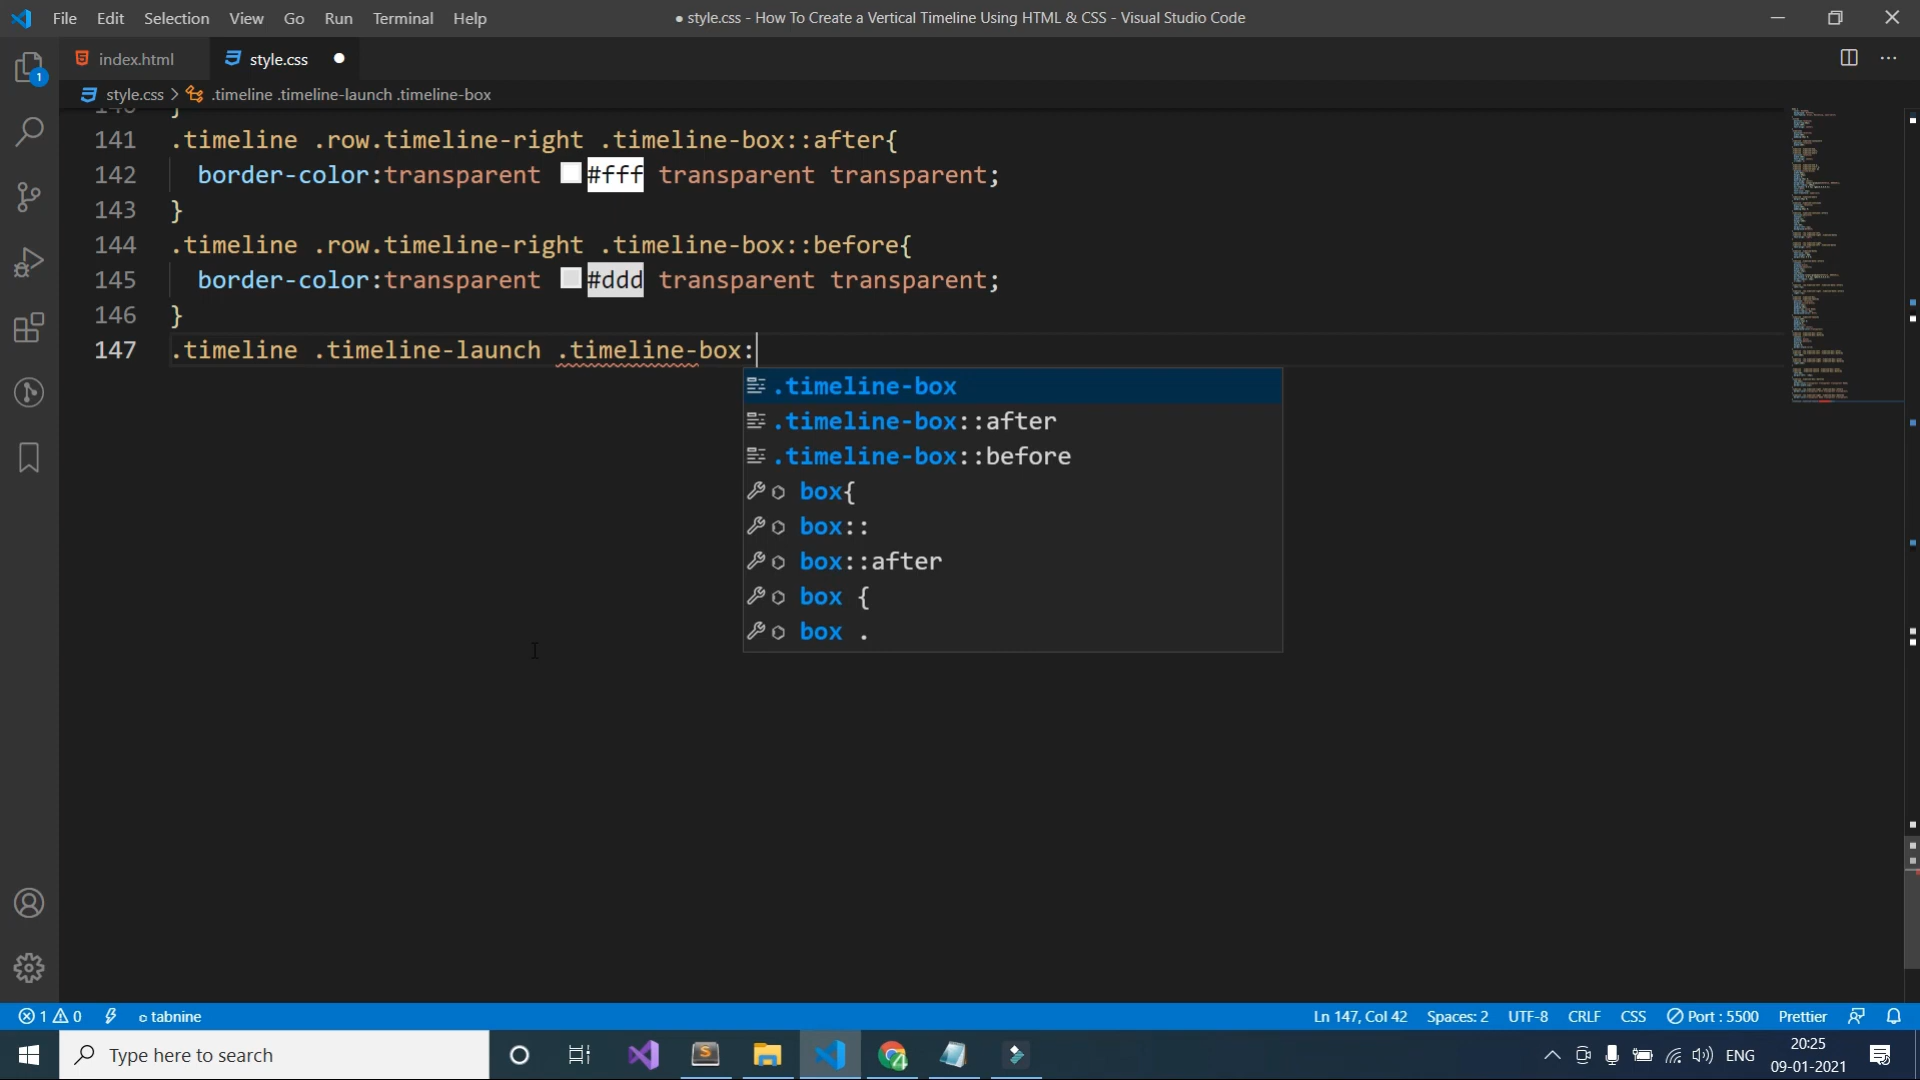 File Edit Selection View Go Run Terminal Help
● style.css - How To Create a Vertical Timeline Using HTML & CSS - Visual Studio Code
1
index.html
style.css ●
style.css > .timeline .timeline-launch .timeline-box
140 }
141 .timeline .row.timeline-right .timeline-box::after{
142 border-color:transparent #fff transparent transparent;
143 }
144 .timeline .row.timeline-right .timeline-box::before{
145 border-color:transparent #ddd transparent transparent;
146 }
147 .timeline .timeline-launch .timeline-box:
.timeline-box
.timeline-box::after
.timeline-box::before
box{
box::
box::after
box {
box .
1 0 tabnine
Ln 147, Col 42 Spaces: 2 UTF-8 CRLF CSS Port : 5500 Prettier
Type here to search
ENG
20:25
09-01-2021